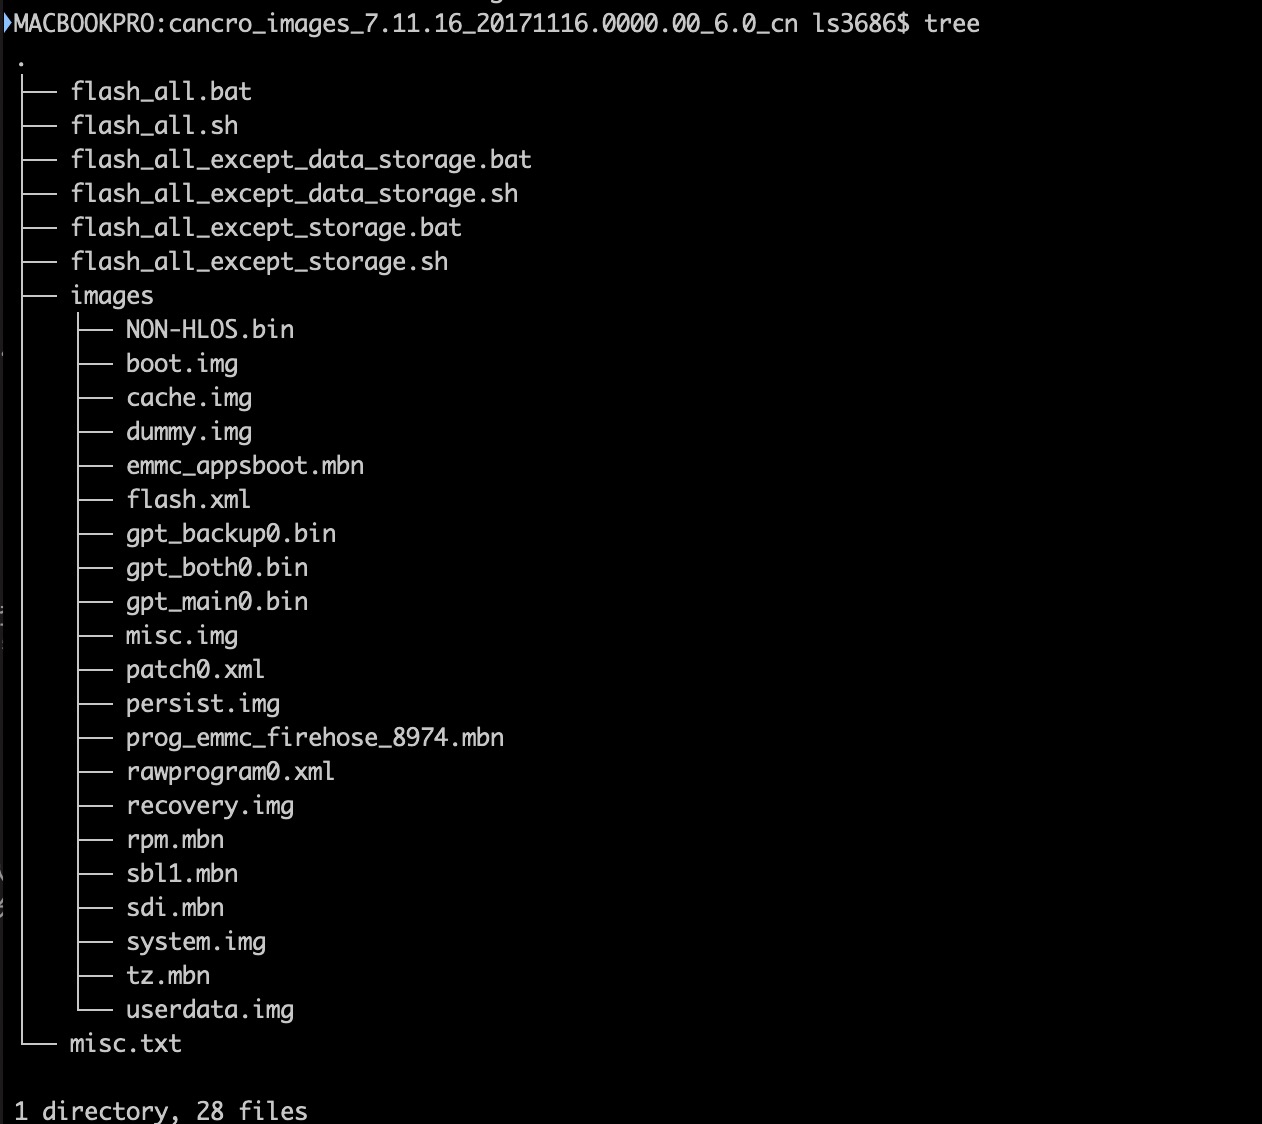 MACBOOKPRO:cancro_images_7.11.16_20171116.0000.00_6.0_cn ls3686$ tree
.
├── flash_all.bat
├── flash_all.sh
├── flash_all_except_data_storage.bat
├── flash_all_except_data_storage.sh
├── flash_all_except_storage.bat
├── flash_all_except_storage.sh
├── images
│   ├── NON-HLOS.bin
│   ├── boot.img
│   ├── cache.img
│   ├── dummy.img
│   ├── emmc_appsboot.mbn
│   ├── flash.xml
│   ├── gpt_backup0.bin
│   ├── gpt_both0.bin
│   ├── gpt_main0.bin
│   ├── misc.img
│   ├── patch0.xml
│   ├── persist.img
│   ├── prog_emmc_firehose_8974.mbn
│   ├── rawprogram0.xml
│   ├── recovery.img
│   ├── rpm.mbn
│   ├── sbl1.mbn
│   ├── sdi.mbn
│   ├── system.img
│   ├── tz.mbn
│   └── userdata.img
└── misc.txt
1 directory, 28 files